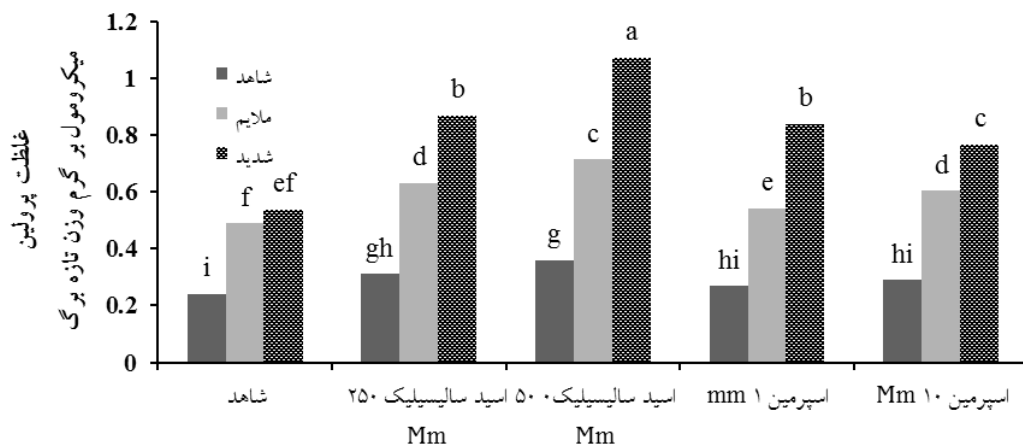 غلظت پرولین
میکرومول بر گرم وزن تازه برگ
1.2
1
0.8
0.6
0.4
0.2
0
شاهد
ملایم
شدید
i f ef
gh d b
g c a
hi e b
hi d c
شاهد
اسید سالیسیلیک ۲۵۰
Mm
اسید سالیسیلیک۰ ۵۰
Mm
اسپرمین ۱ mm
اسپرمین ۱۰ Mm